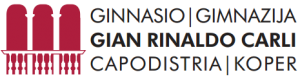 GINNASIO|GIMNAZIJA
GIAN RINALDO CARLI
CAPODISTRIA|KOPER